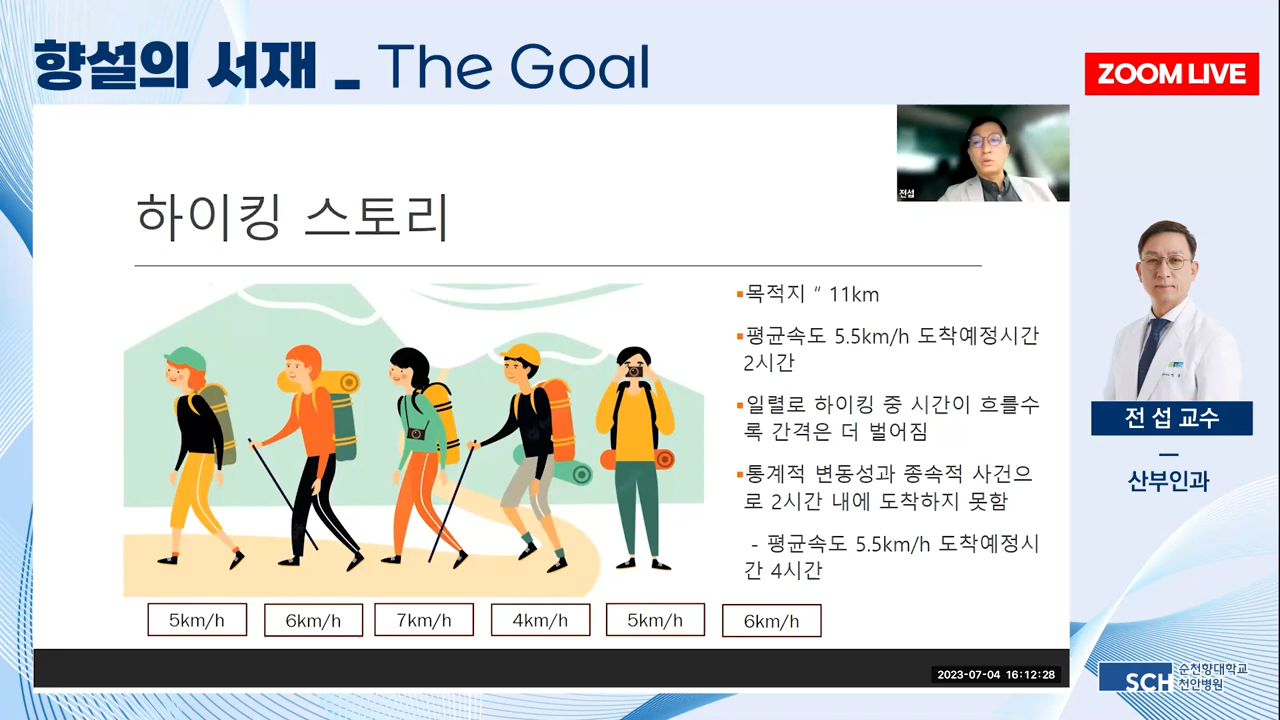 향설의 서재 _ The Goal
ZOOM LIVE
전섭
하이킹 스토리
▪목적지 “ 11km
▪평균속도 5.5km/h 도착예정시간
2시간
▪일렬로 하이킹 중 시간이 흐를수
록 간격은 더 벌어짐
▪통계적 변동성과 종속적 사건으
로 2시간 내에 도착하지 못함
- 평균속도 5.5km/h 도착예정시
간 4시간
5km/h 6km/h 7km/h 4km/h 5km/h 6km/h
2023-07-04 16:12:28
전 섭 교수
산부인과
SCH 순천향대학교
천안병원